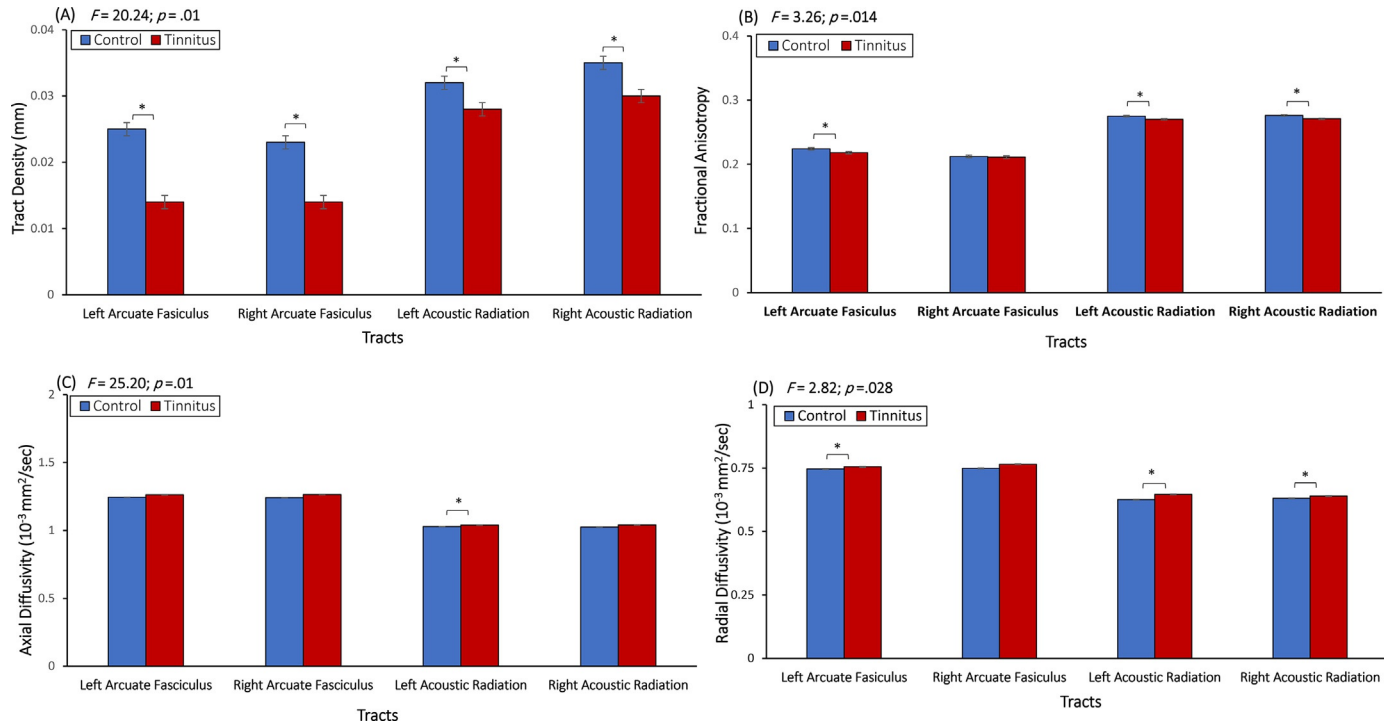 (A) F = 20.24; p = .01
Control Tinnitus
Tract Density (mm)
0.04
0.03
0.02
0.01
0
* * * *
Left Arcuate Fasiculus Right Arcuate Fasiculus Left Acoustic Radiation Right Acoustic Radiation
Tracts
(B) F = 3.26; p =.014
Control Tinnitus
Fractional Anisotropy
0.4
0.3
0.2
0.1
0
* * *
Left Arcuate Fasiculus Right Arcuate Fasiculus Left Acoustic Radiation Right Acoustic Radiation
Tracts
(C) F = 25.20; p =.01
Control Tinnitus
Axial Diffusivity (10⁻³ mm²/sec)
2
1.5
1
0.5
0
*
Left Arcuate Fasciculus Right Arcuate Fasciculus Left Acoustic Radiation Right Acoustic Radiation
Tracts
(D) F = 2.82; p =.028
Control Tinnitus
Radial Diffusivity (10⁻³ mm²/sec)
1
0.75
0.5
0.25
0
* * *
Left Arcuate Fasciculus Right Arcuate Fasciculus Left Acoustic Radiation Right Acoustic Radiation
Tracts